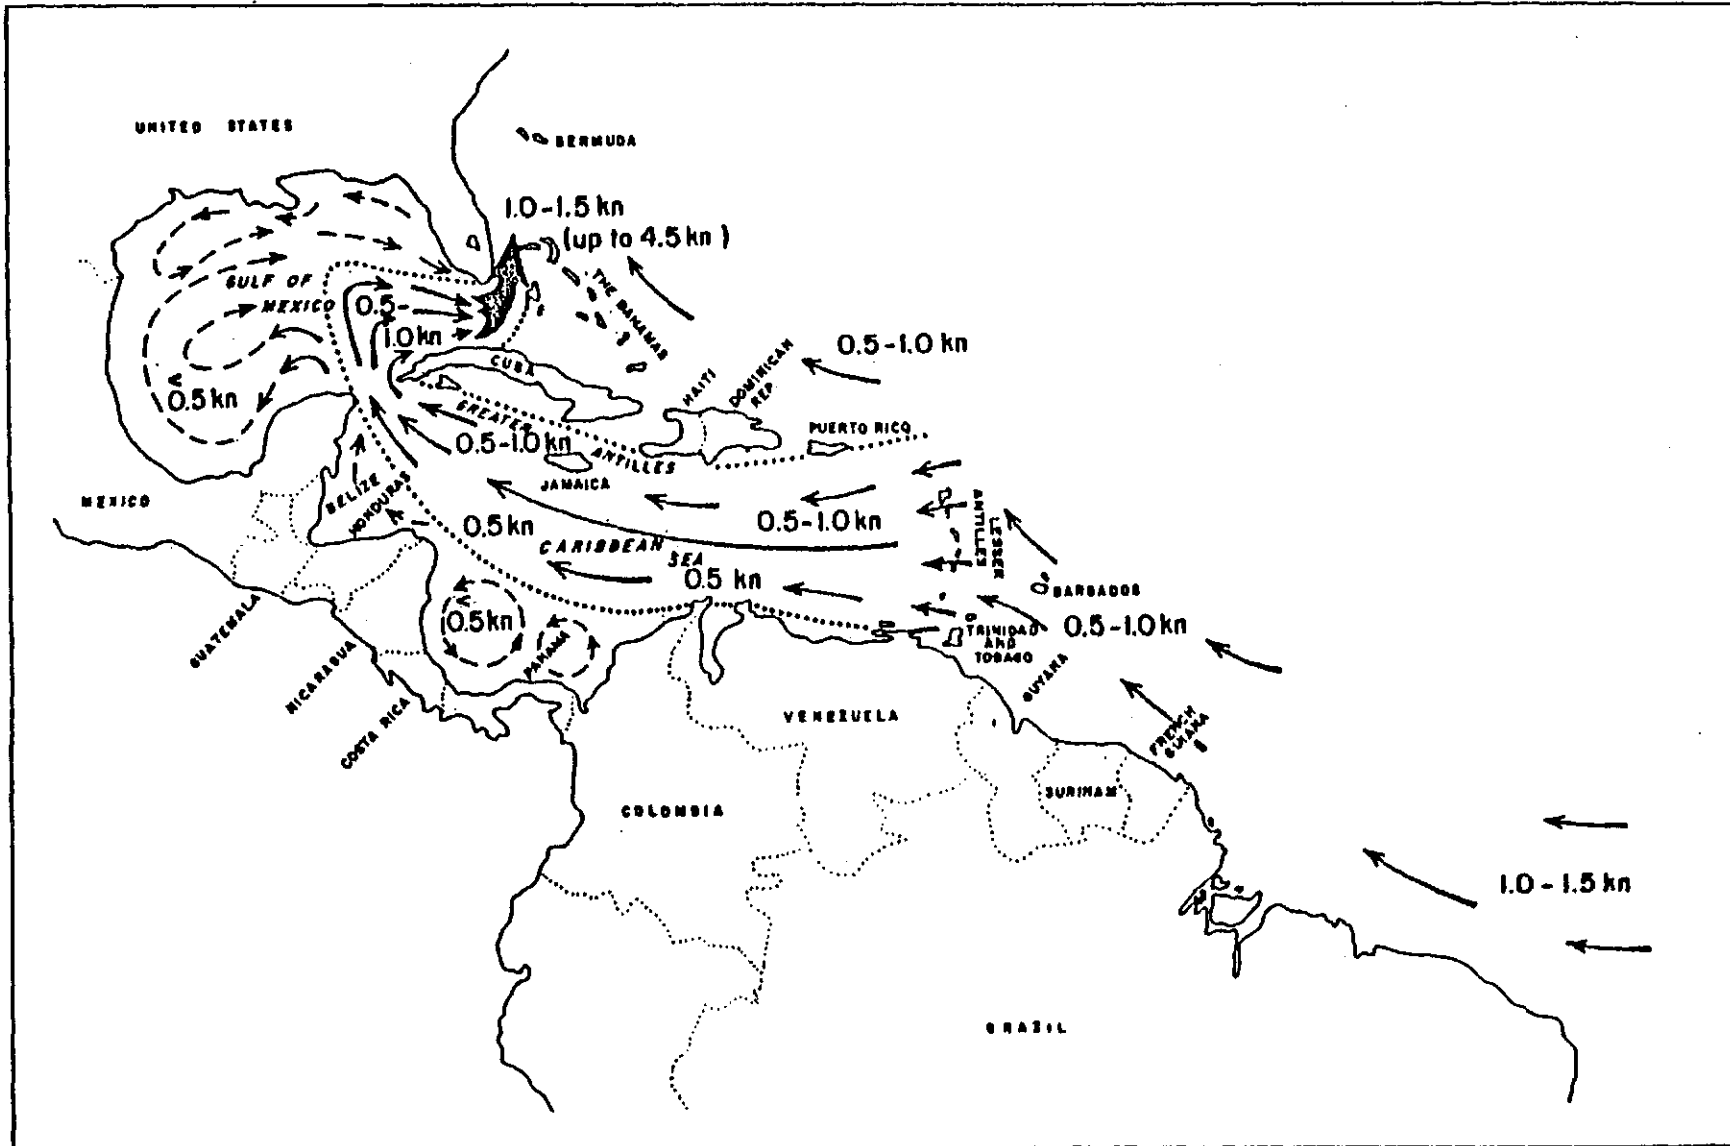 UNITED STATES
BERMUDA
1.0-1.5 kn
(up to 4.5 kn)
GULF OF
MEXICO
THE BAHAMAS
0.5-
1.0 kn
CUBA
HAITI
DOMINICAN
REP.
0.5-1.0 kn
<
0.5 kn
GREATER
ANTILLES
0.5-1.0 kn
PUERTO RICO
JAMAICA
MEXICO
BELIZE
HONDURAS
0.5 kn
0.5-1.0 kn
LESSER
ANTILLES
CARIBBEAN
SEA
0.5 kn
BARBADOS
<
0.5 kn
PANAMA
TRINIDAD
AND
TOBAGO
0.5-1.0 kn
GUATEMALA
NICARAGUA
COSTA RICA
GUYANA
VENEZUELA
FRENCH
GUIANA
SURINAM
COLOMBIA
1.0-1.5 kn
BRAZIL